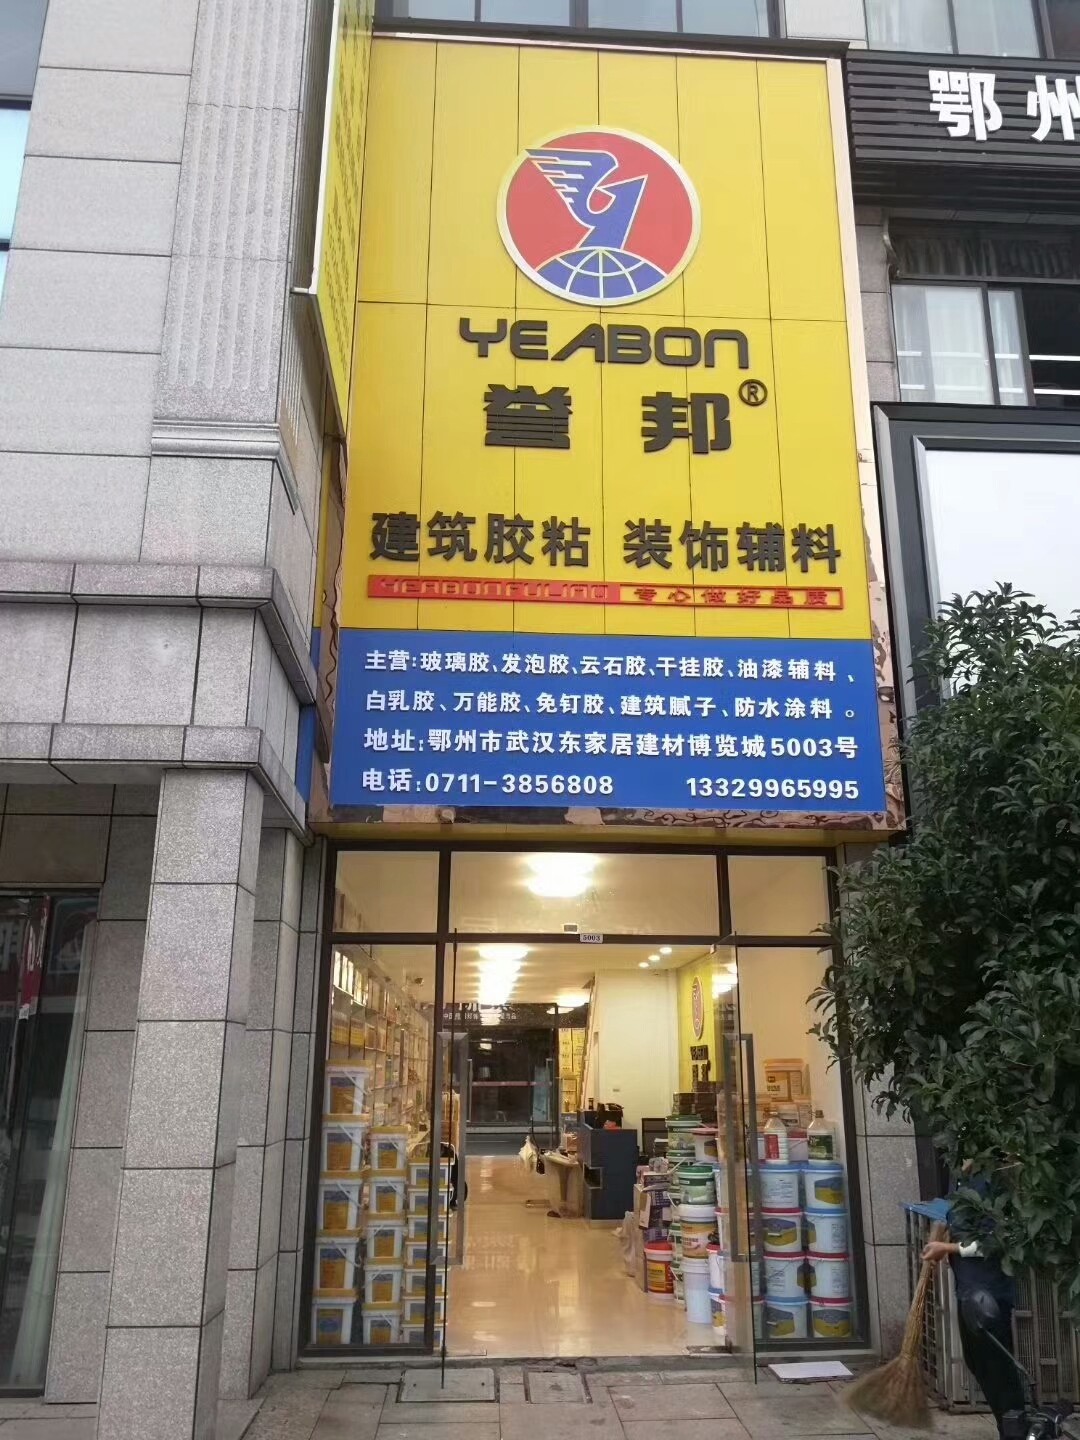 鄂州
YEABON
誉邦®
建筑胶粘 装饰辅料
YEABONFULIAO 专心做好品质
主营:玻璃胶、发泡胶、云石胶、干挂胶、油漆辅料、
白乳胶、万能胶、免钉胶、建筑腻子、防水涂料。
地址:鄂州市武汉东家居建材博览城5003号
电话:0711-3856808 13329965995
5003